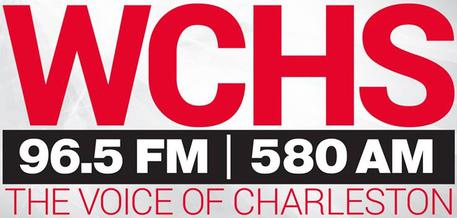 WCHS
96.5 FM | 580 AM
THE VOICE OF CHARLESTON